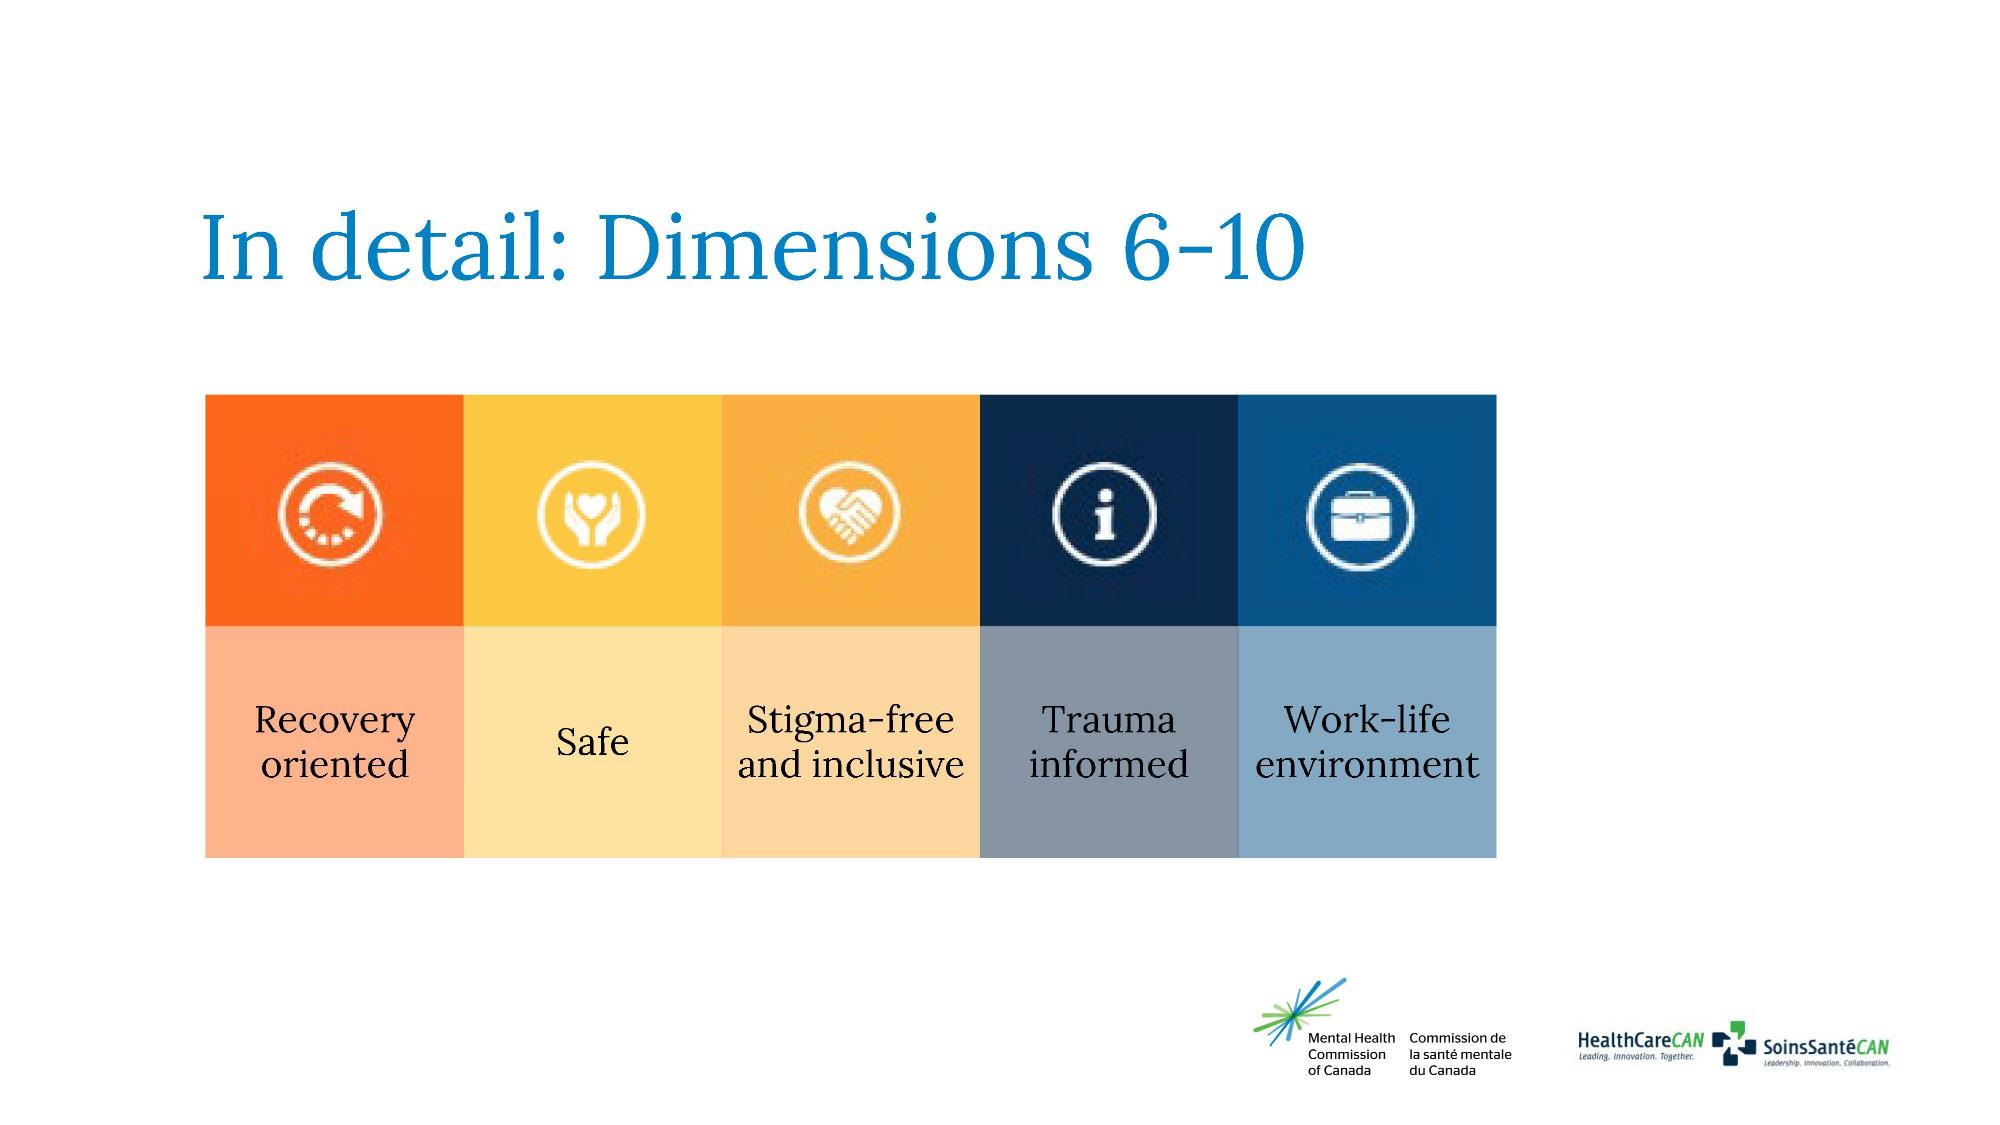 In detail: Dimensions 6-10
Recovery
oriented
Safe
Stigma-free
and inclusive
Trauma
informed
Work-life
environment
Mental Health
Commission
of Canada
Commission de
la santé mentale
du Canada
HealthCareCAN
Leading. Innovation. Together.
SoinsSantéCAN
Leadership. Innovation. Collaboration.